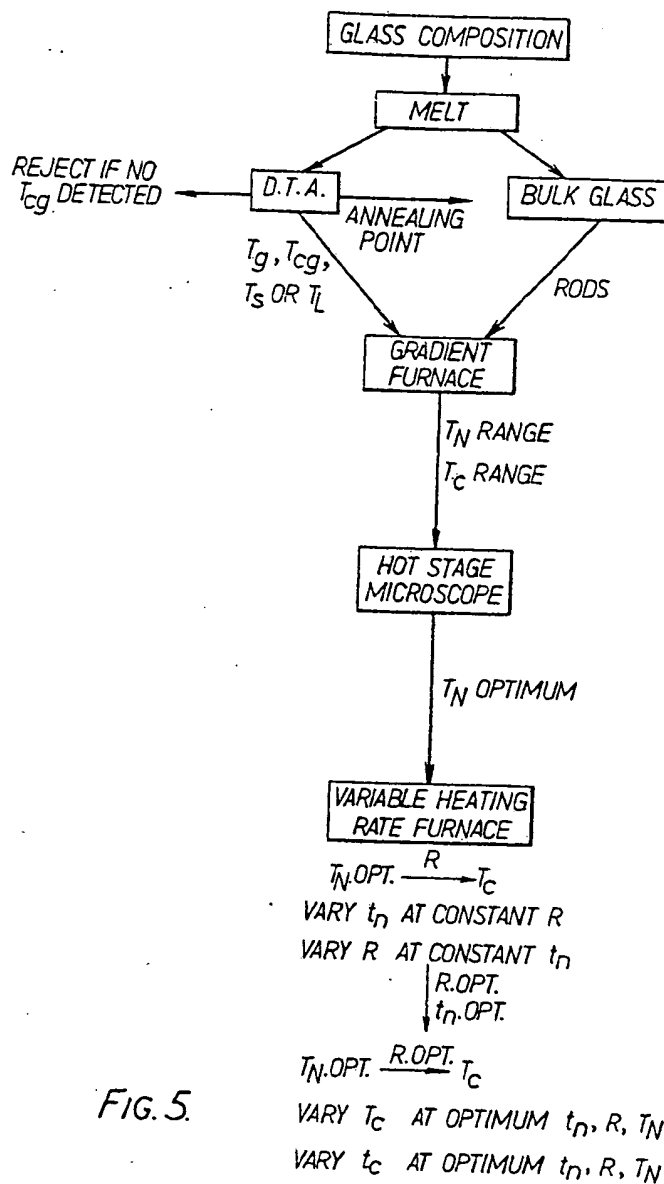 GLASS COMPOSITION
MELT
REJECT IF NO
Tcg DETECTED
D.T.A.
ANNEALING
POINT
BULK GLASS
Tg, Tcg,
Ts OR TL
RODS
GRADIENT
FURNACE
TN RANGE
Tc RANGE
HOT STAGE
MICROSCOPE
TN OPTIMUM
VARIABLE HEATING
RATE FURNACE
TN.OPT. R Tc
VARY tn AT CONSTANT R
VARY R AT CONSTANT tn
R.OPT.
tn.OPT.
TN.OPT. R.OPT. Tc
FIG. 5.
VARY Tc AT OPTIMUM tn, R, TN
VARY tc AT OPTIMUM tn, R, TN